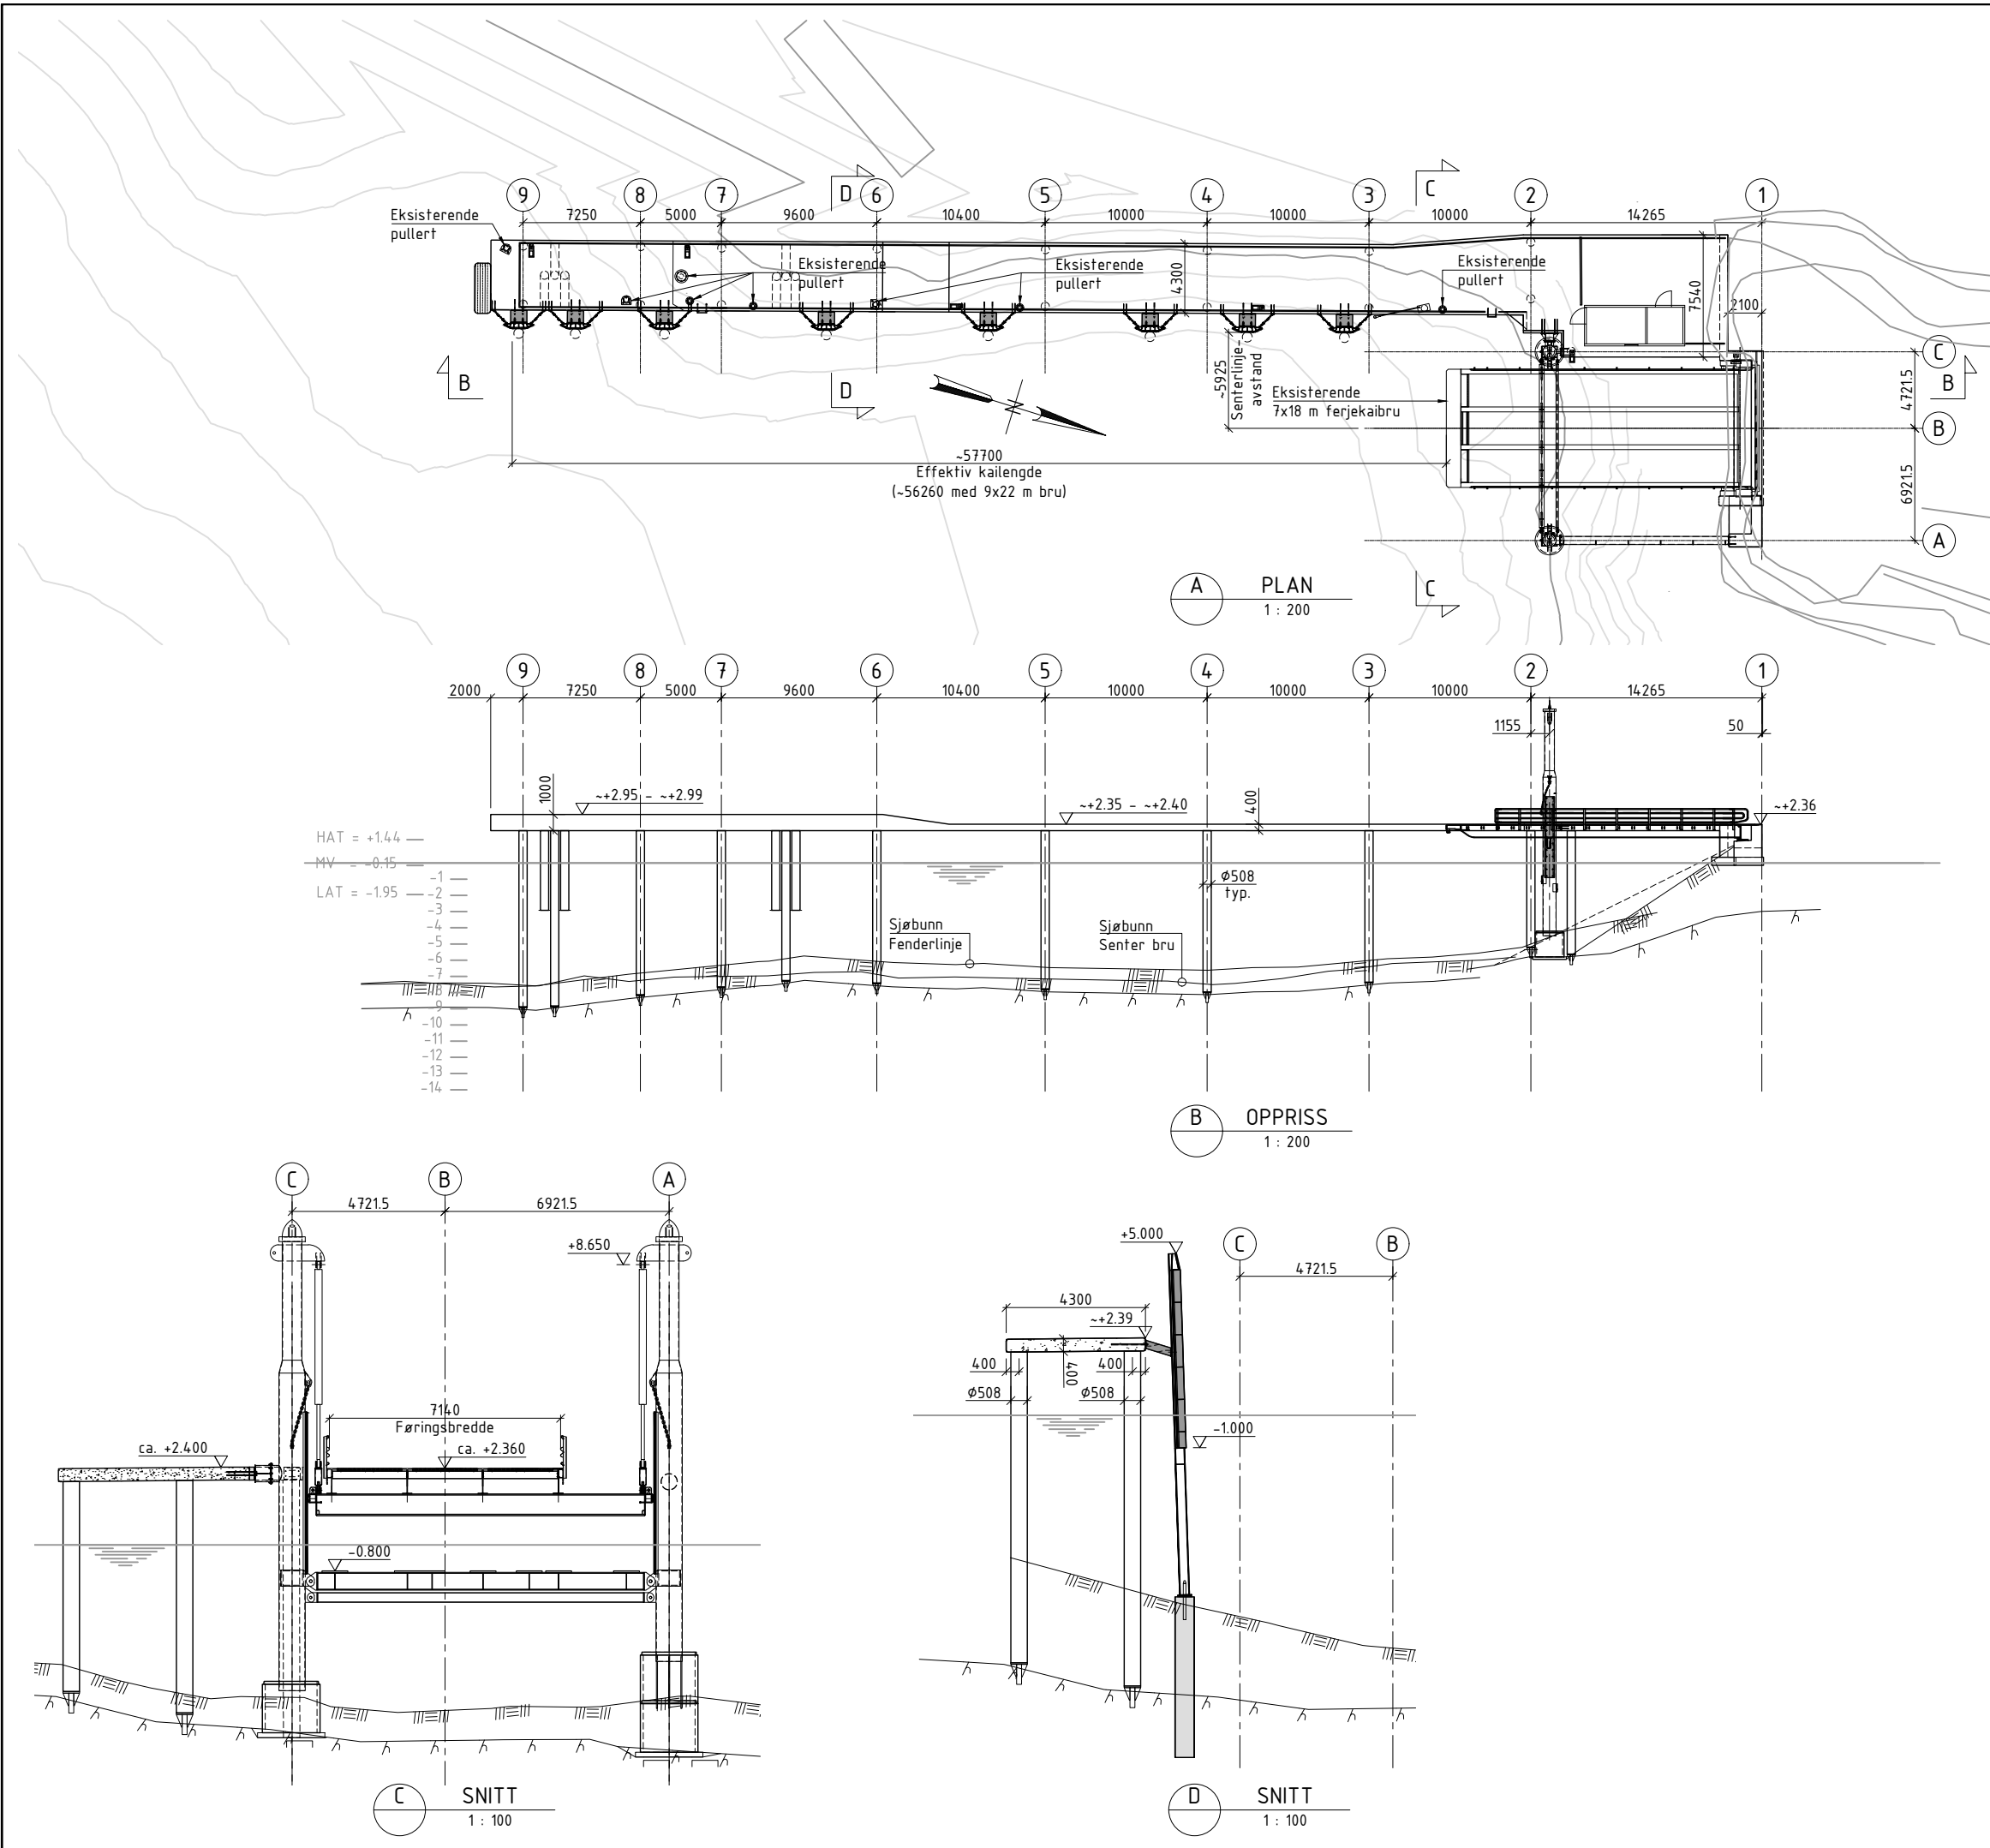 9
8
7
D
6
5
4
3
C
2
1
7250
5000
9600
10400
10000
10000
10000
14265
Eksisterende
pullert
Eksisterende
pullert
Eksisterende
pullert
Eksisterende
pullert
4300
7540
2100
C
B
D
~5925
Senterlinje-
avstand
Eksisterende
7x18 m ferjekaibru
4721.5
B
B
6921.5
A
~57700
Effektiv kailengde
(~56260 med 9x22 m bru)
C
A
PLAN
1 : 200
9
8
7
6
5
4
3
2
1
2000
7250
5000
9600
10400
10000
10000
10000
14265
1155
50
1000
~+2.95 - ~+2.99
~+2.35 - ~+2.40
400
~+2.36
HAT = +1.44
MV = -0.15
LAT = -1.95
-1
-2
-3
-4
-5
-6
-7
-8
-9
-10
-11
-12
-13
-14
ø508
typ.
Sjøbunn
Fenderlinje
Sjøbunn
Senter bru
B
OPPRISS
1 : 200
C
B
A
4721.5
6921.5
+8.650
7140
Føringsbredde
ca. +2.400
ca. +2.360
-0.800
C
SNITT
1 : 100
+5.000
C
B
4721.5
4300
~+2.39
400
400
400
ø508
ø508
-1.000
D
SNITT
1 : 100